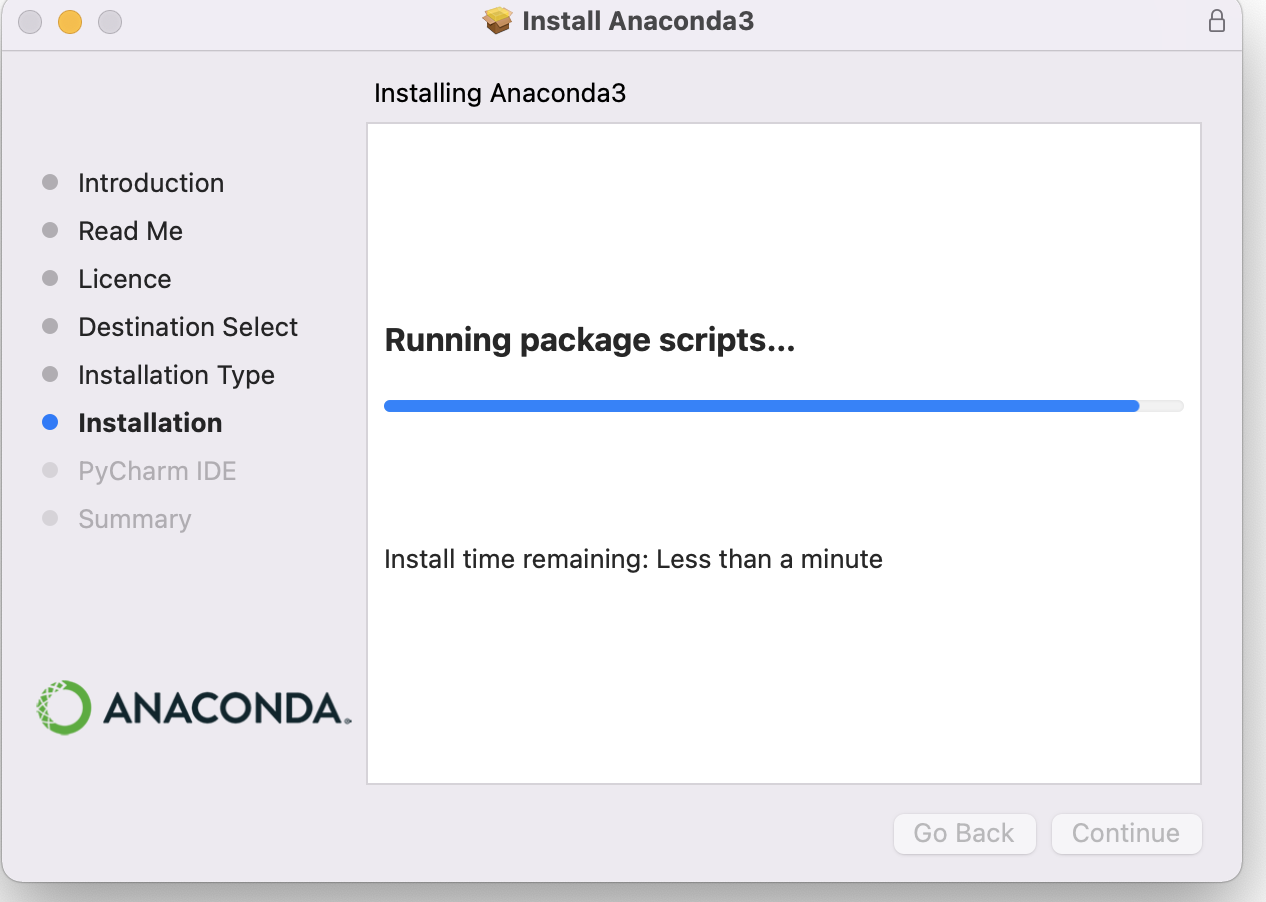 Install Anaconda3
Installing Anaconda3
Introduction
Read Me
Licence
Destination Select
Installation Type
Installation
PyCharm IDE
Summary
Running package scripts...
Install time remaining: Less than a minute
ANACONDA.
Go Back
Continue